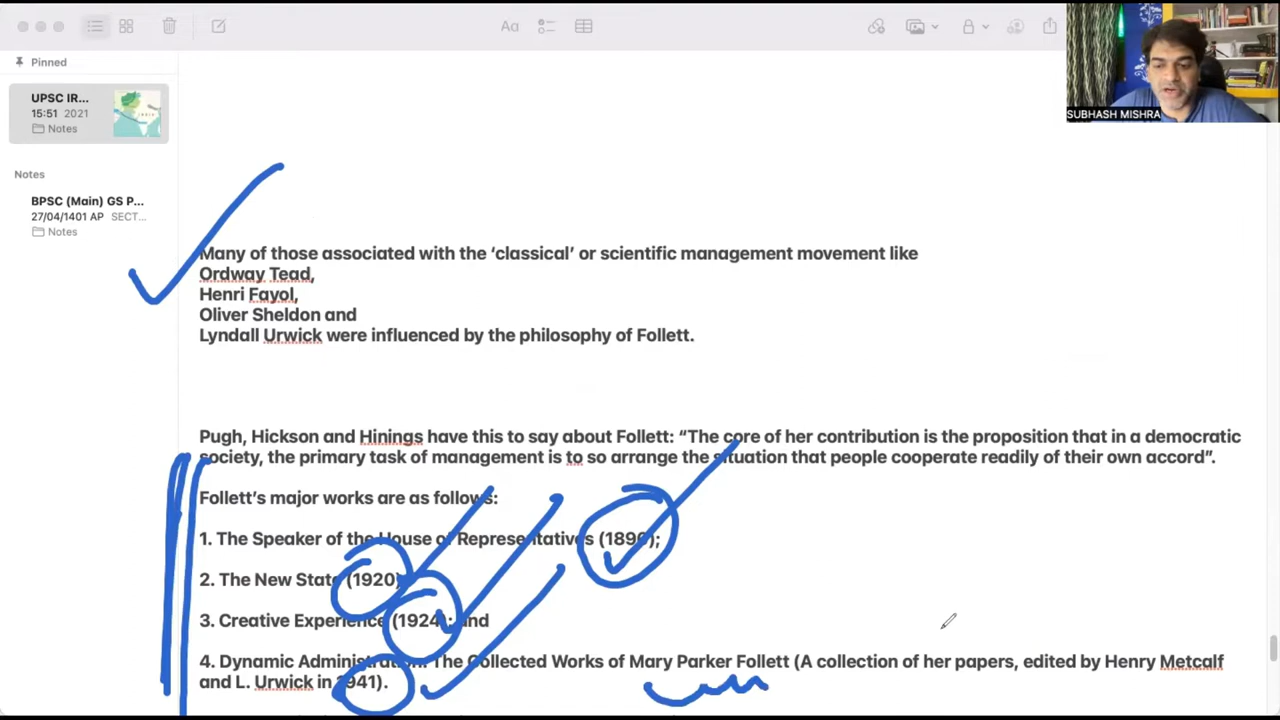 Aa
Pinned
UPSC IR...
15:51 2021
Notes
Notes
BPSC (Main) GS P...
27/04/1401 AP SECT...
Notes
SUBHASH MISHRA
Many of those associated with the ‘classical’ or scientific management movement like
Ordway Tead,
Henri Fayol,
Oliver Sheldon and
Lyndall Urwick were influenced by the philosophy of Follett.
Pugh, Hickson and Hinings have this to say about Follett: “The core of her contribution is the proposition that in a democratic
society, the primary task of management is to so arrange the situation that people cooperate readily of their own accord”.
Follett’s major works are as follows:
1. The Speaker of the House of Representatives (1896);
2. The New State (1920)
3. Creative Experience (1924); and
4. Dynamic Administration: The Collected Works of Mary Parker Follett (A collection of her papers, edited by Henry Metcalf
and L. Urwick in 1941).